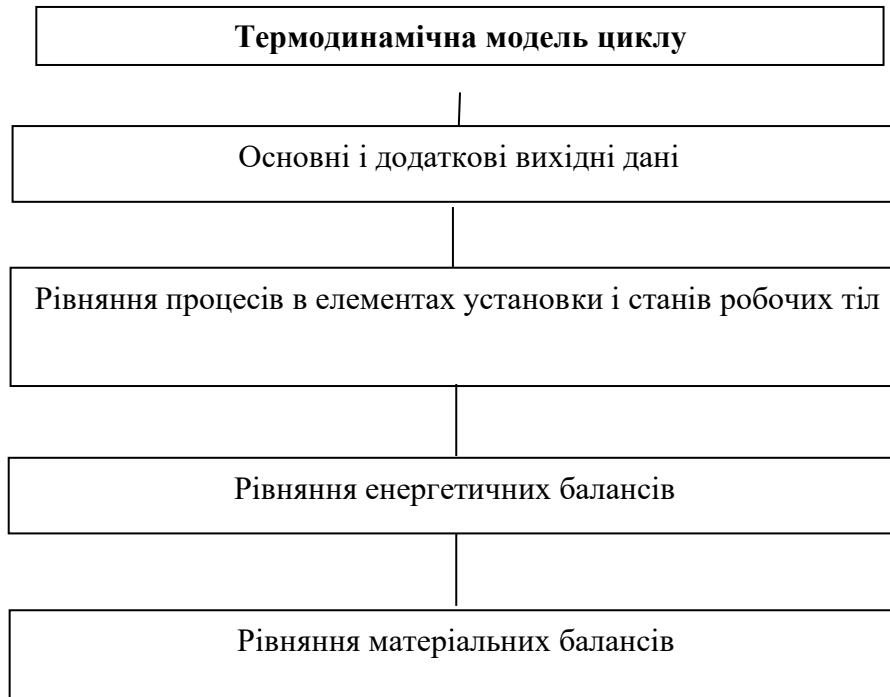 Термодинамічна модель циклу
Основні і додаткові вихідні дані
Рівняння процесів в елементах установки і станів робочих тіл
Рівняння енергетичних балансів
Рівняння матеріальних балансів